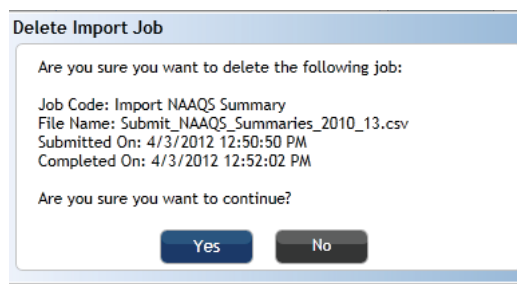 Delete Import Job
Are you sure you want to delete the following job:
Job Code: Import NAAQS Summary
File Name: Submit_NAAQS_Summaries_2010_13.csv
Submitted On: 4/3/2012 12:50:50 PM
Completed On: 4/3/2012 12:52:02 PM
Are you sure you want to continue?
Yes No